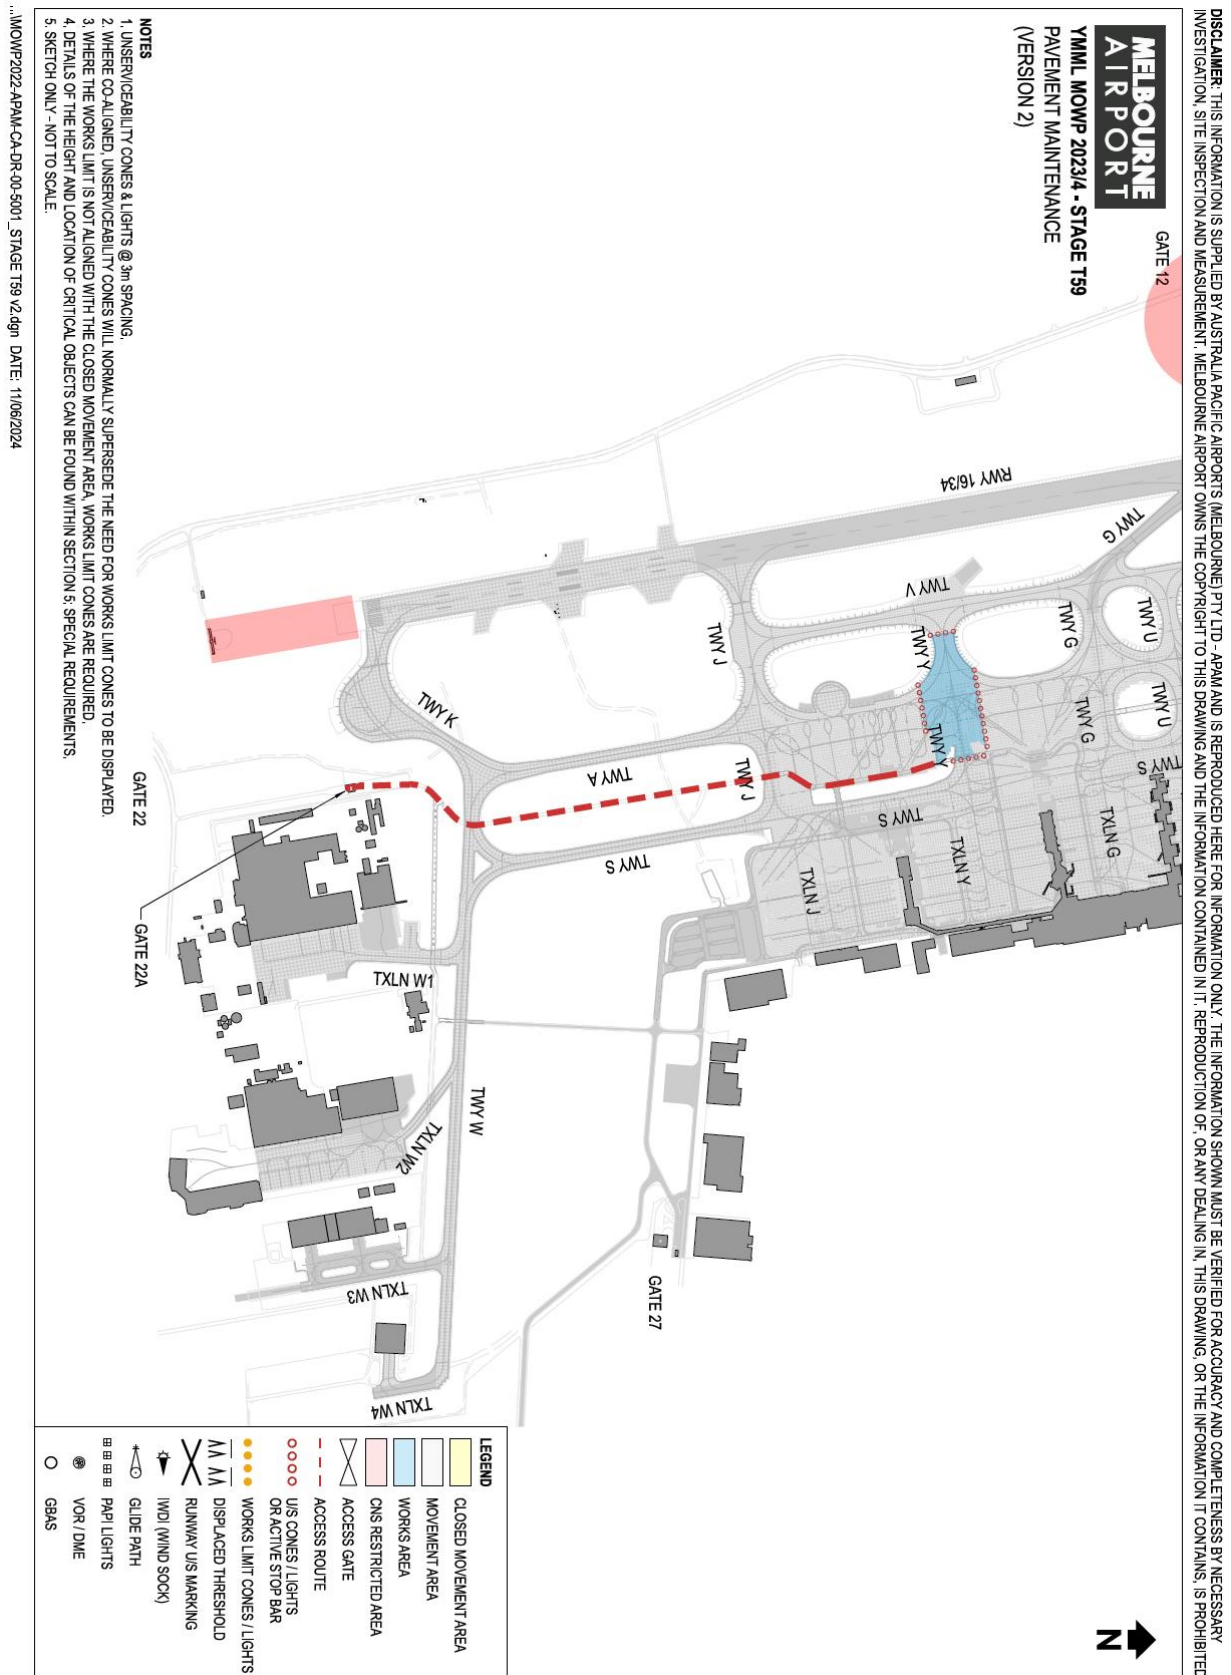 DISCLAIMER: THIS INFORMATION IS SUPPLIED BY AUSTRALIA PACIFIC AIRPORTS (MELBOURNE) PTY LTD - APAM AND IS REPRODUCED HERE FOR INFORMATION ONLY. THE INFORMATION SHOWN MUST BE VERIFIED FOR ACCURACY AND COMPLETENESS BY NECESSARY
INVESTIGATION, SITE INSPECTION AND MEASUREMENT. MELBOURNE AIRPORT OWNS THE COPYRIGHT TO THIS DRAWING AND THE INFORMATION CONTAINED IN IT. REPRODUCTION OF, OR ANY DEALING IN, THIS DRAWING, OR THE INFORMATION IT CONTAINS, IS PROHIBITED
MELBOURNE
AIRPORT
YMML MOWP 2023/4 - STAGE T59
PAVEMENT MAINTENANCE
(VERSION 2)
GATE 12
RWY 16/34
TWY G
TWY V
TWY U
TWY G
TWY J
TWY Y
TWY U
TWY G
TWY K
TWY Y
TWY S
TWY A
TWY J
TWY S
TXLN G
TWY S
TXLN Y
TXLN J
GATE 22
GATE 22A
TXLN W1
TWY W
TXLN W2
TXLN W3
GATE 27
TXLN W4
N
NOTES
1. UNSERVICEABILITY CONES & LIGHTS @ 3m SPACING.
2. WHERE CO-ALIGNED, UNSERVICEABILITY CONES WILL NORMALLY SUPERSEDE THE NEED FOR WORKS LIMIT CONES TO BE DISPLAYED.
3. WHERE THE WORKS LIMIT IS NOT ALIGNED WITH THE CLOSED MOVEMENT AREA, WORKS LIMIT CONES ARE REQUIRED.
4. DETAILS OF THE HEIGHT AND LOCATION OF CRITICAL OBJECTS CAN BE FOUND WITHIN SECTION 5: SPECIAL REQUIREMENTS.
5. SKETCH ONLY - NOT TO SCALE.
LEGEND
CLOSED MOVEMENT AREA
MOVEMENT AREA
WORKS AREA
CNS RESTRICTED AREA
ACCESS GATE
ACCESS ROUTE
U/S CONES / LIGHTS
OR ACTIVE STOP BAR
WORKS LIMIT CONES / LIGHTS
DISPLACED THRESHOLD
RUNWAY U/S MARKING
IWDI (WIND SOCK)
GLIDE PATH
PAPI LIGHTS
VOR / DME
GBAS
...\MOWP2022-APAM-CA-DR-00-5001_STAGE T59 v2.dgn DATE: 11/06/2024